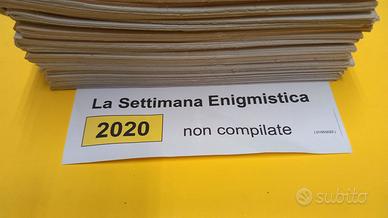 La Settimana Enigmistica
2020 non compilate
subito